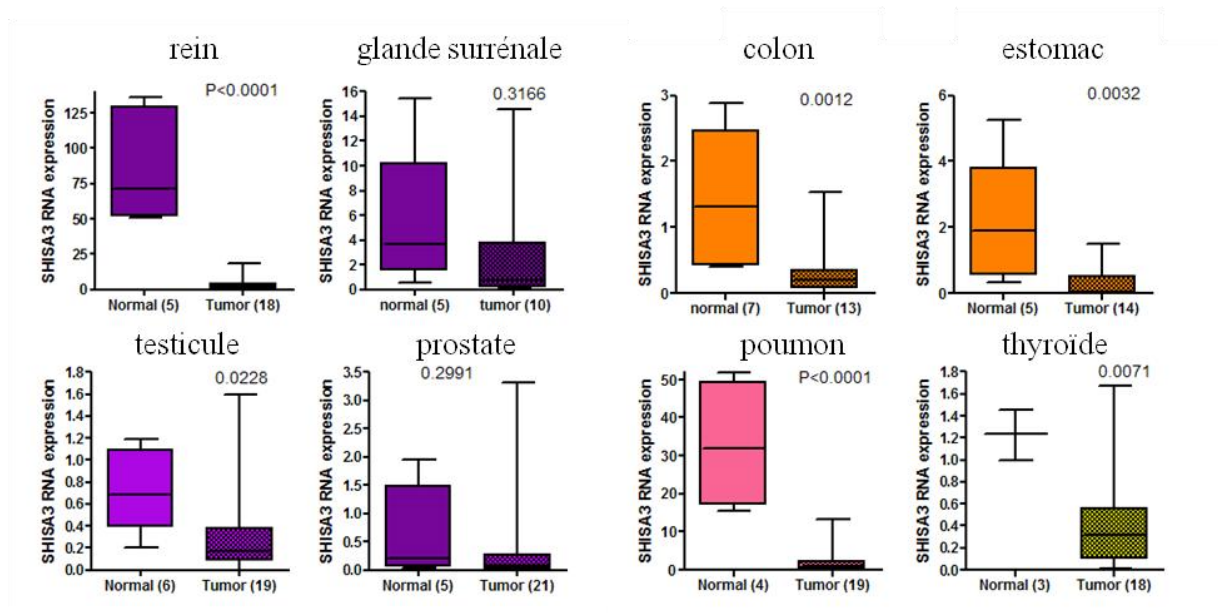 rein
P<0.0001
SHISA3 RNA expression
125
100
75
50
25
0
Normal (5) Tumor (18)
glande surrénale
0.3166
SHISA3 RNA expression
16
14
12
10
8
6
4
2
0
normal (5) tumor (10)
colon
0.0012
SHISA3 RNA expression
3
2
1
0
normal (7) Tumor (13)
estomac
0.0032
SHISA3 RNA expression
6
4
2
0
Normal (5) Tumor (14)
testicule
0.0228
SHISA3 RNA expression
1.8
1.6
1.4
1.2
1.0
0.8
0.6
0.4
0.2
0.0
Normal (6) Tumor (19)
prostate
0.2991
SHISA3 RNA expression
3.5
3.0
2.5
2.0
1.5
1.0
0.5
0.0
Normal (5) Tumor (21)
poumon
P<0.0001
SHISA3 RNA expression
50
40
30
20
10
0
Normal (4) Tumor (19)
thyroïde
0.0071
SHISA3 RNA expression
1.8
1.6
1.4
1.2
1.0
0.8
0.6
0.4
0.2
0.0
Normal (3) Tumor (18)